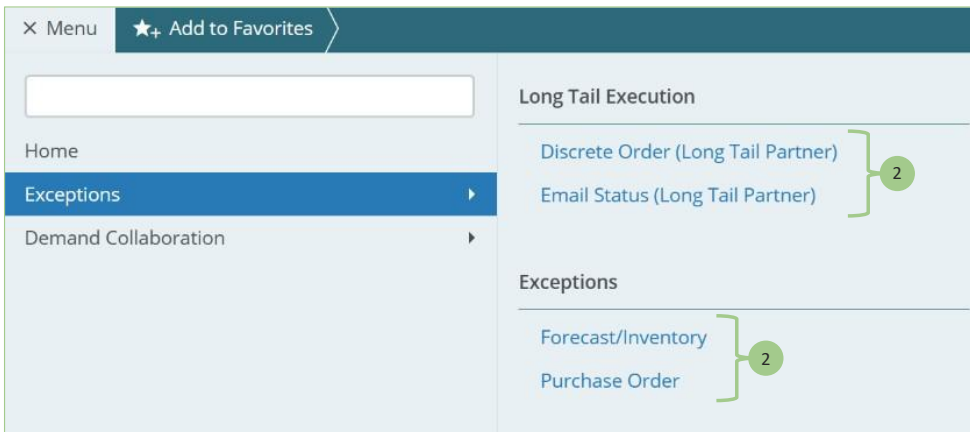 × Menu ★+ Add to Favorites
Home
Exceptions
Demand Collaboration
Long Tail Execution
Discrete Order (Long Tail Partner)
Email Status (Long Tail Partner)
2
Exceptions
Forecast/Inventory
Purchase Order
2